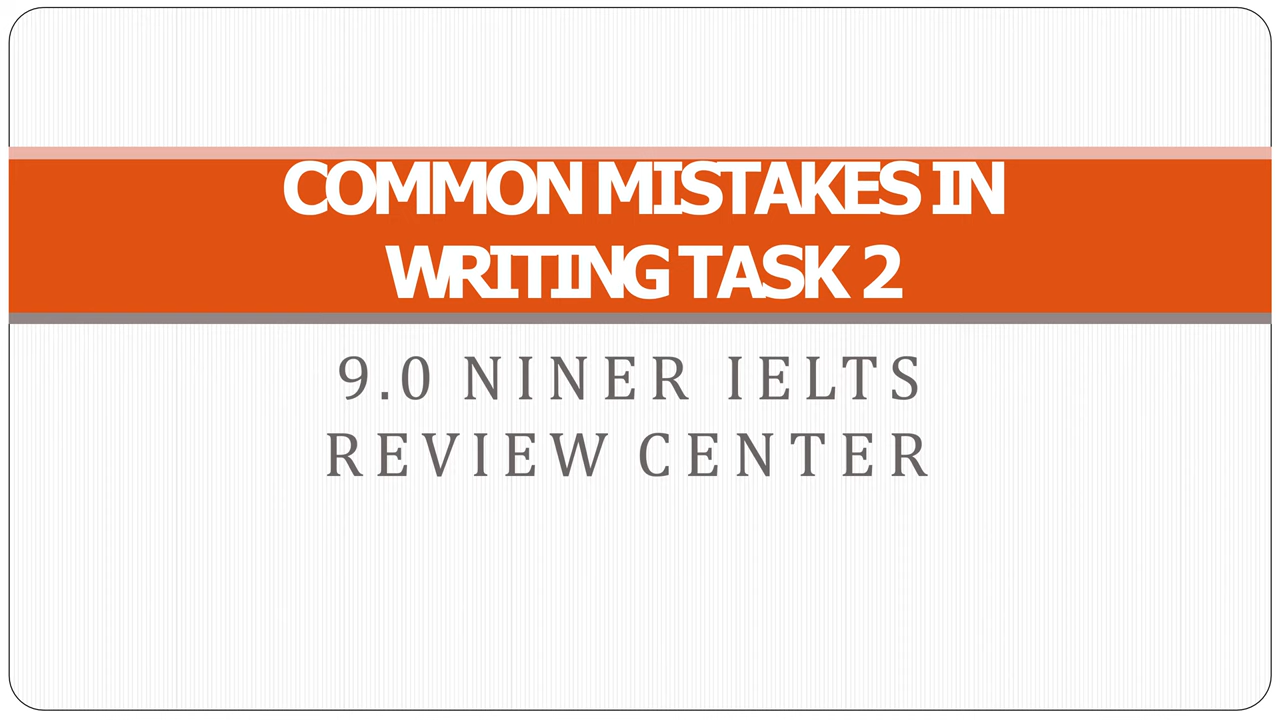 COMMON MISTAKES IN
WRITING TASK 2
9.0 NINER IELTS
REVIEW CENTER